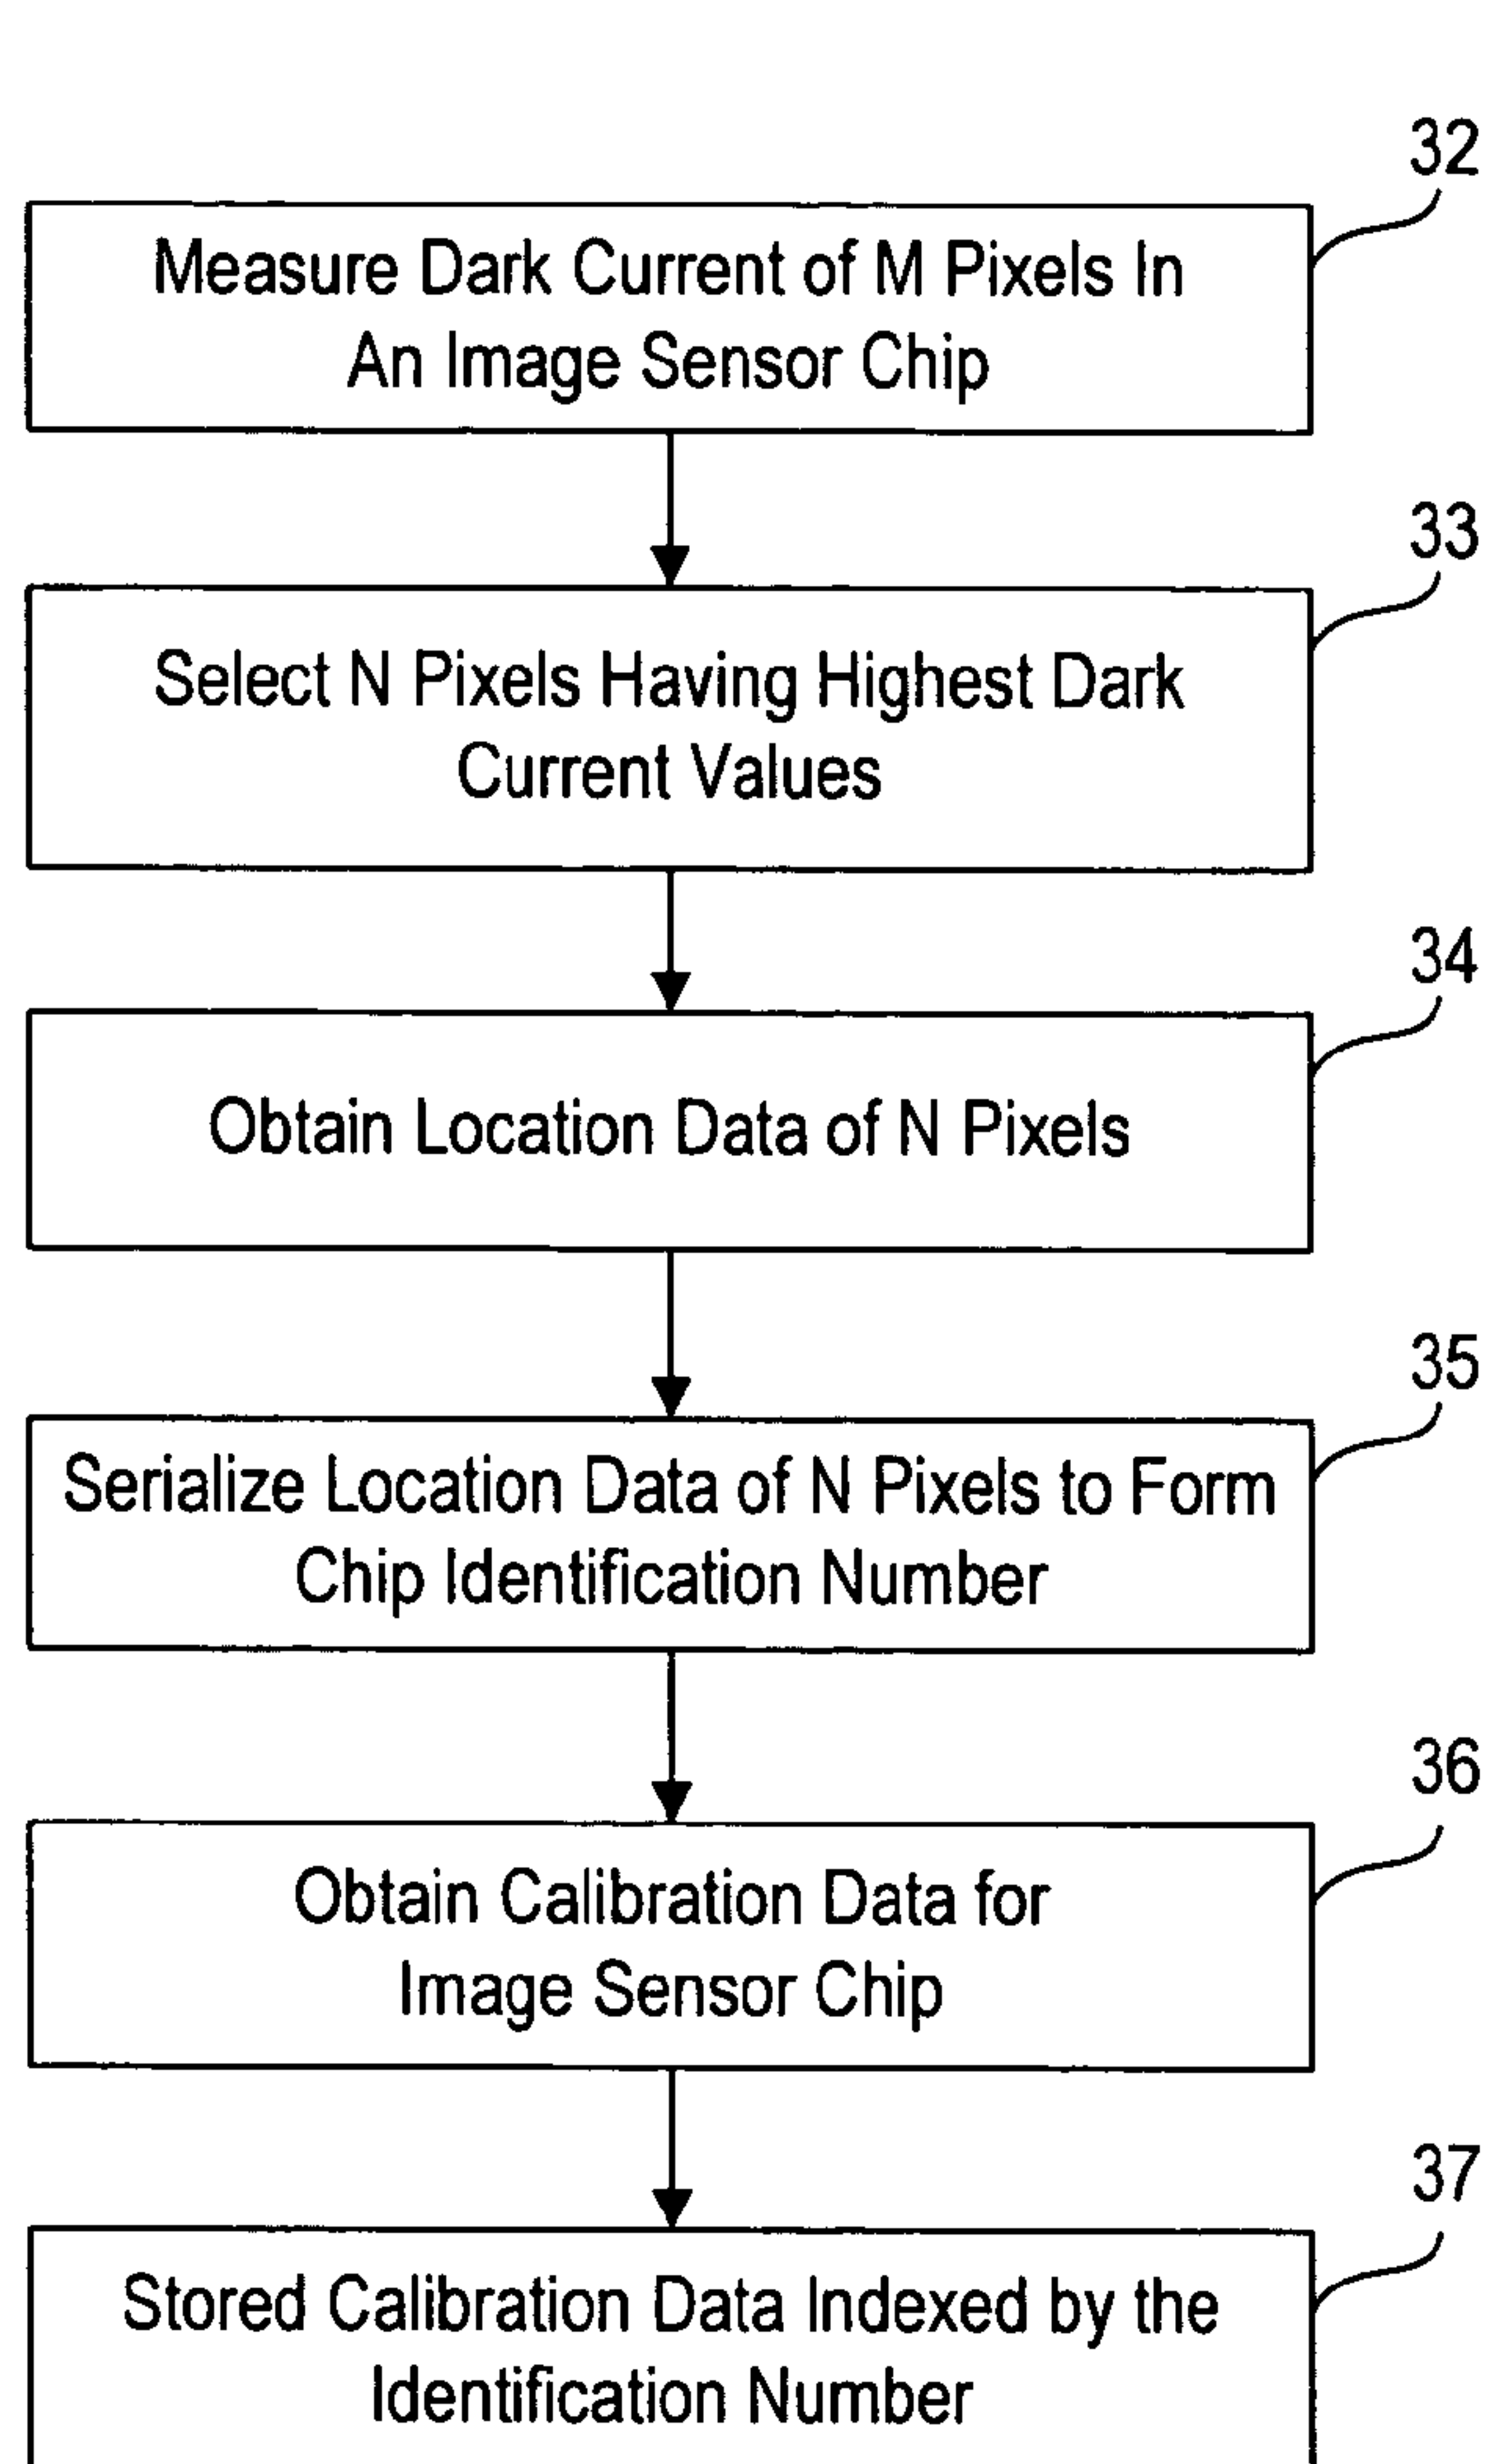 32
Measure Dark Current of M Pixels In
An Image Sensor Chip
33
Select N Pixels Having Highest Dark
Current Values
34
Obtain Location Data of N Pixels
35
Serialize Location Data of N Pixels to Form
Chip Identification Number
36
Obtain Calibration Data for
Image Sensor Chip
37
Stored Calibration Data Indexed by the
Identification Number